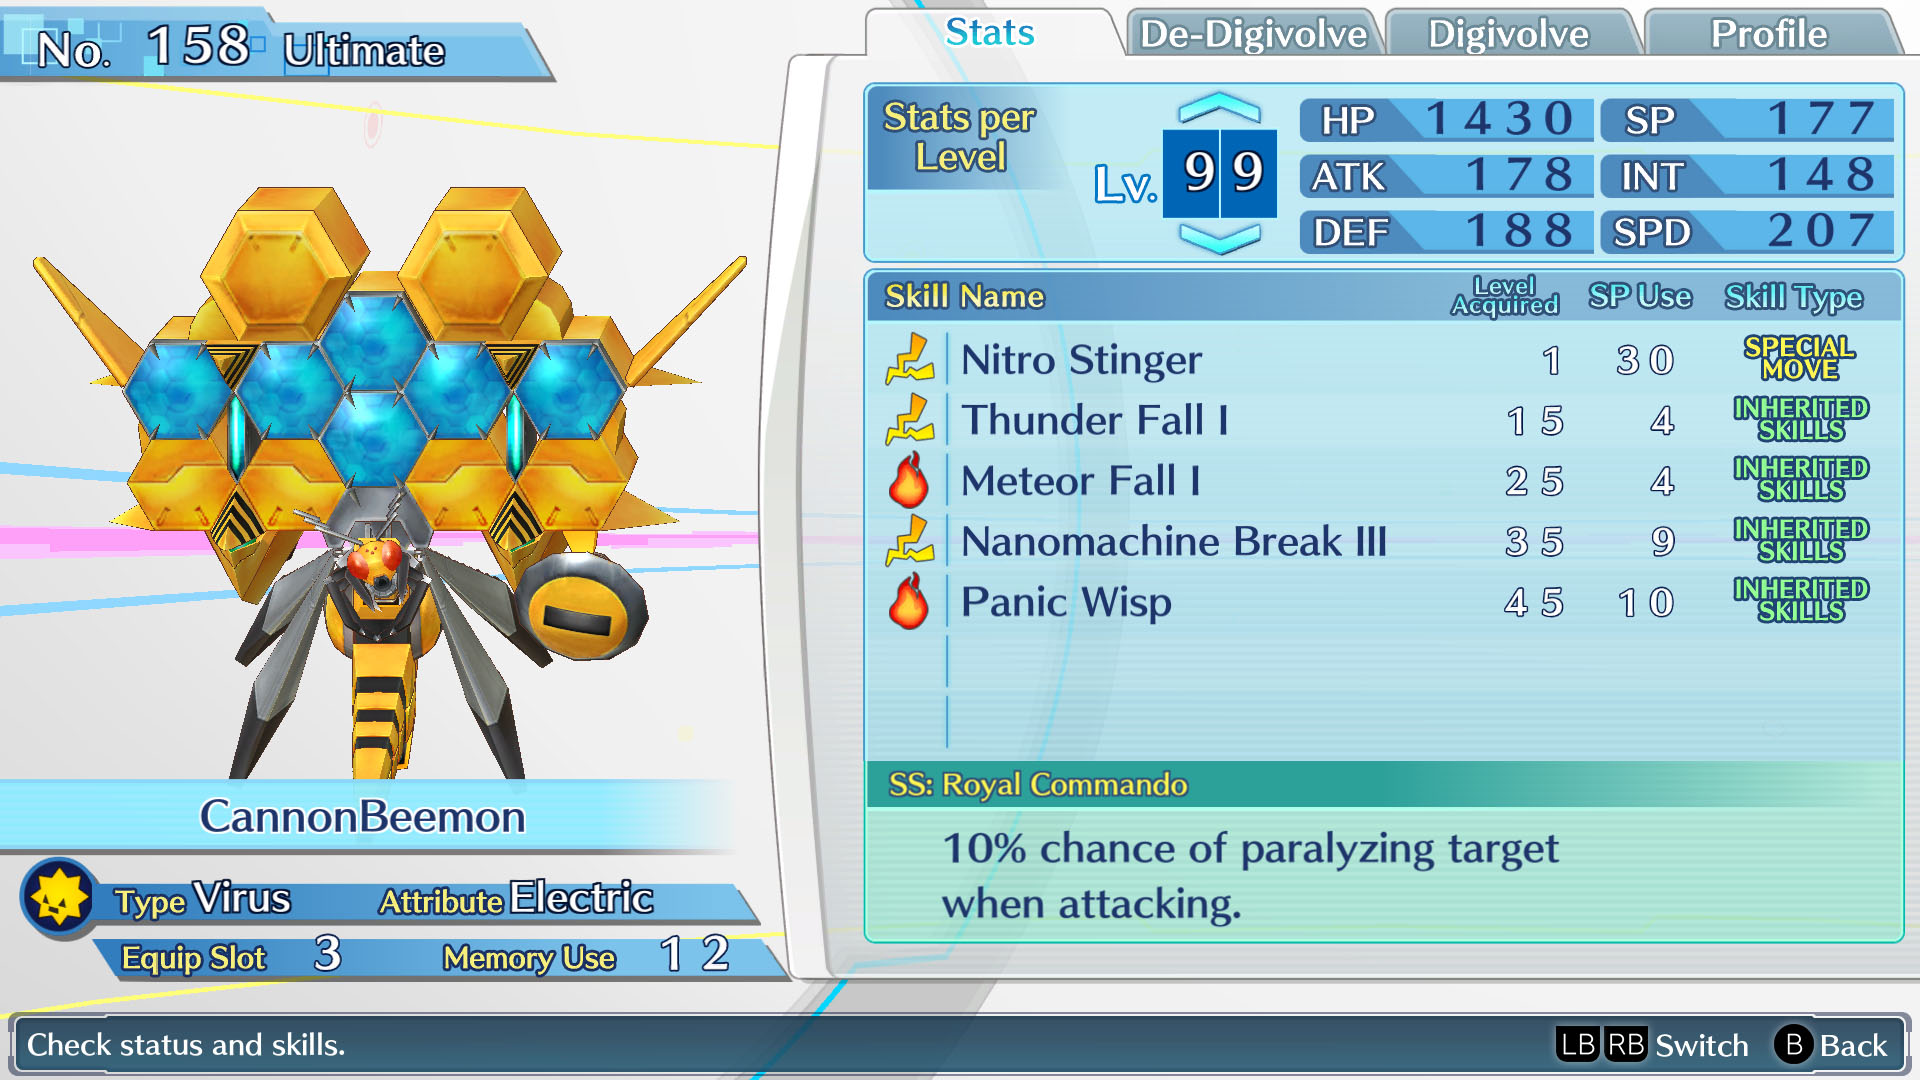 No. 158 Ultimate
Stats De-Digivolve Digivolve Profile
Stats per
Level
Lv. 99
HP 1430 SP 177
ATK 178 INT 148
DEF 188 SPD 207
Skill Name Level Acquired SP Use Skill Type
Nitro Stinger 1 30 SPECIAL MOVE
Thunder Fall I 15 4 INHERITED SKILLS
Meteor Fall I 25 4 INHERITED SKILLS
Nanomachine Break III 35 9 INHERITED SKILLS
Panic Wisp 45 10 INHERITED SKILLS
SS: Royal Commando
10% chance of paralyzing target
when attacking.
CannonBeemon
Type Virus Attribute Electric
Equip Slot 3 Memory Use 12
Check status and skills.
LB RB Switch B Back